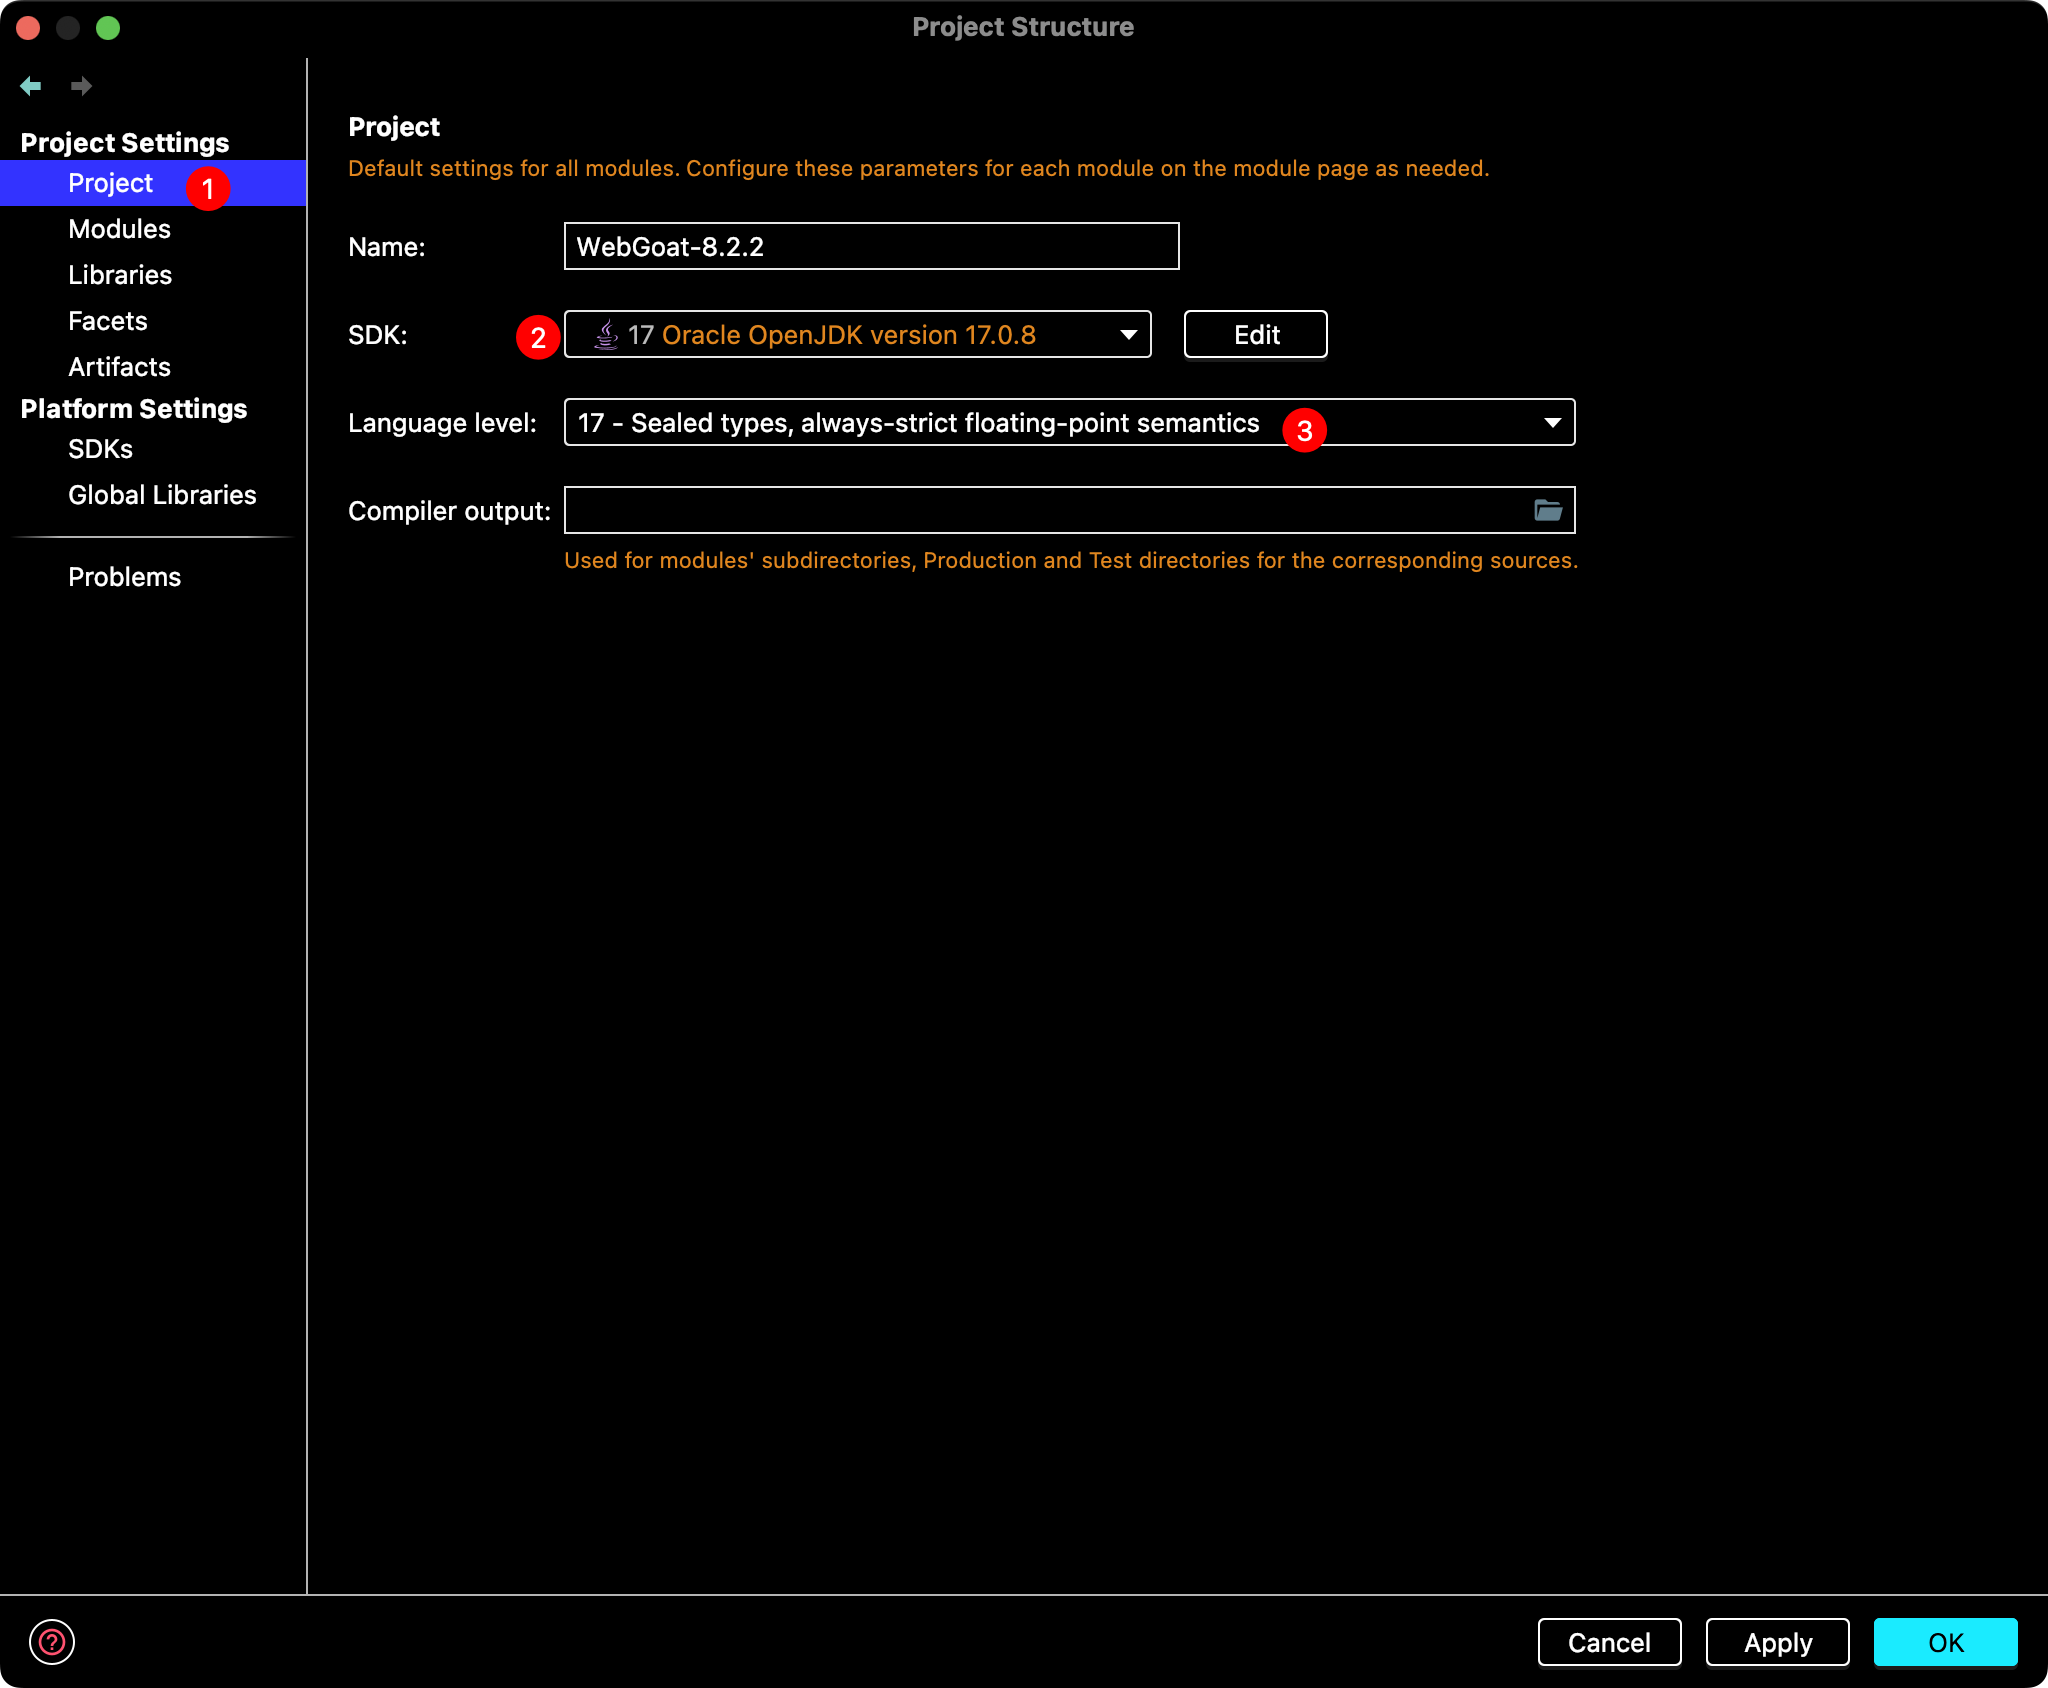 Project Structure
Project Settings
Project 1
Modules
Libraries
Facets
Artifacts
Platform Settings
SDKs
Global Libraries
Problems
Project
Default settings for all modules. Configure these parameters for each module on the module page as needed.
Name: WebGoat-8.2.2
SDK: 2 17 Oracle OpenJDK version 17.0.8 Edit
Language level: 17 - Sealed types, always-strict floating-point semantics 3
Compiler output:
Used for modules' subdirectories, Production and Test directories for the corresponding sources.
? Cancel Apply OK